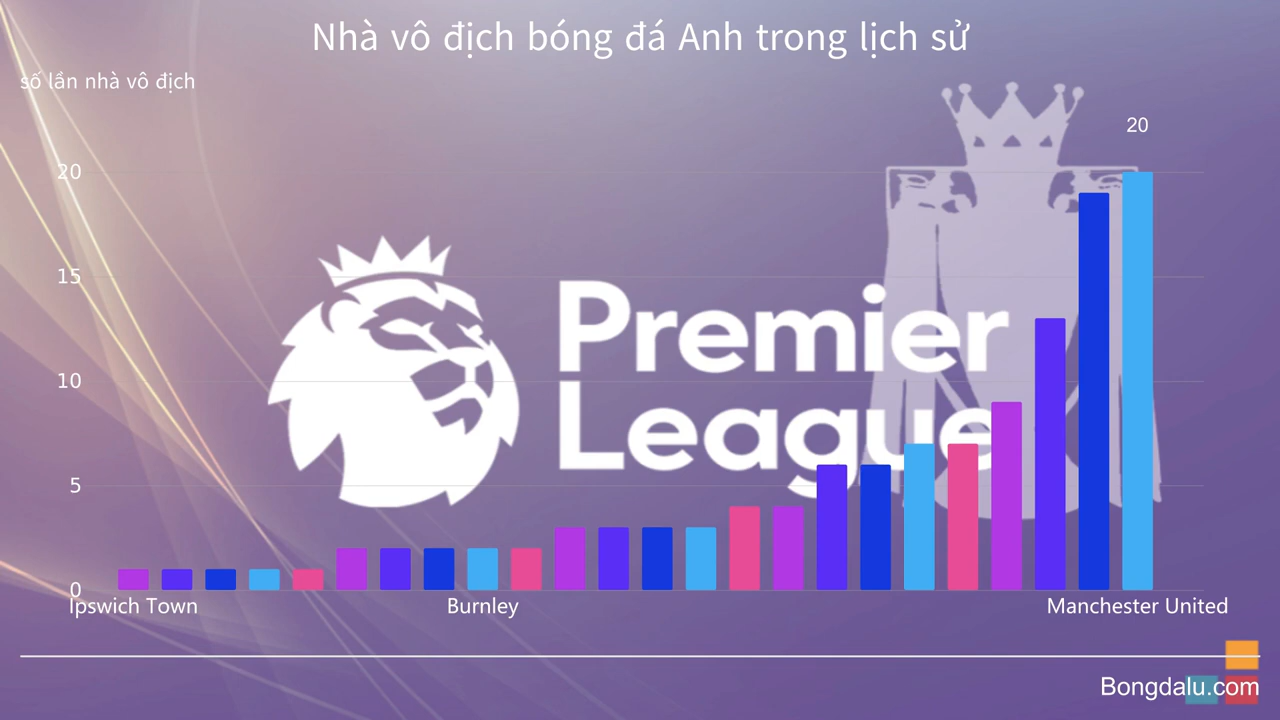 Nhà vô địch bóng đá Anh trong lịch sử
số lần nhà vô địch
20
20
15
Premier
10
League
5
0
Ipswich Town
Burnley
Manchester United
Bongdalu.com